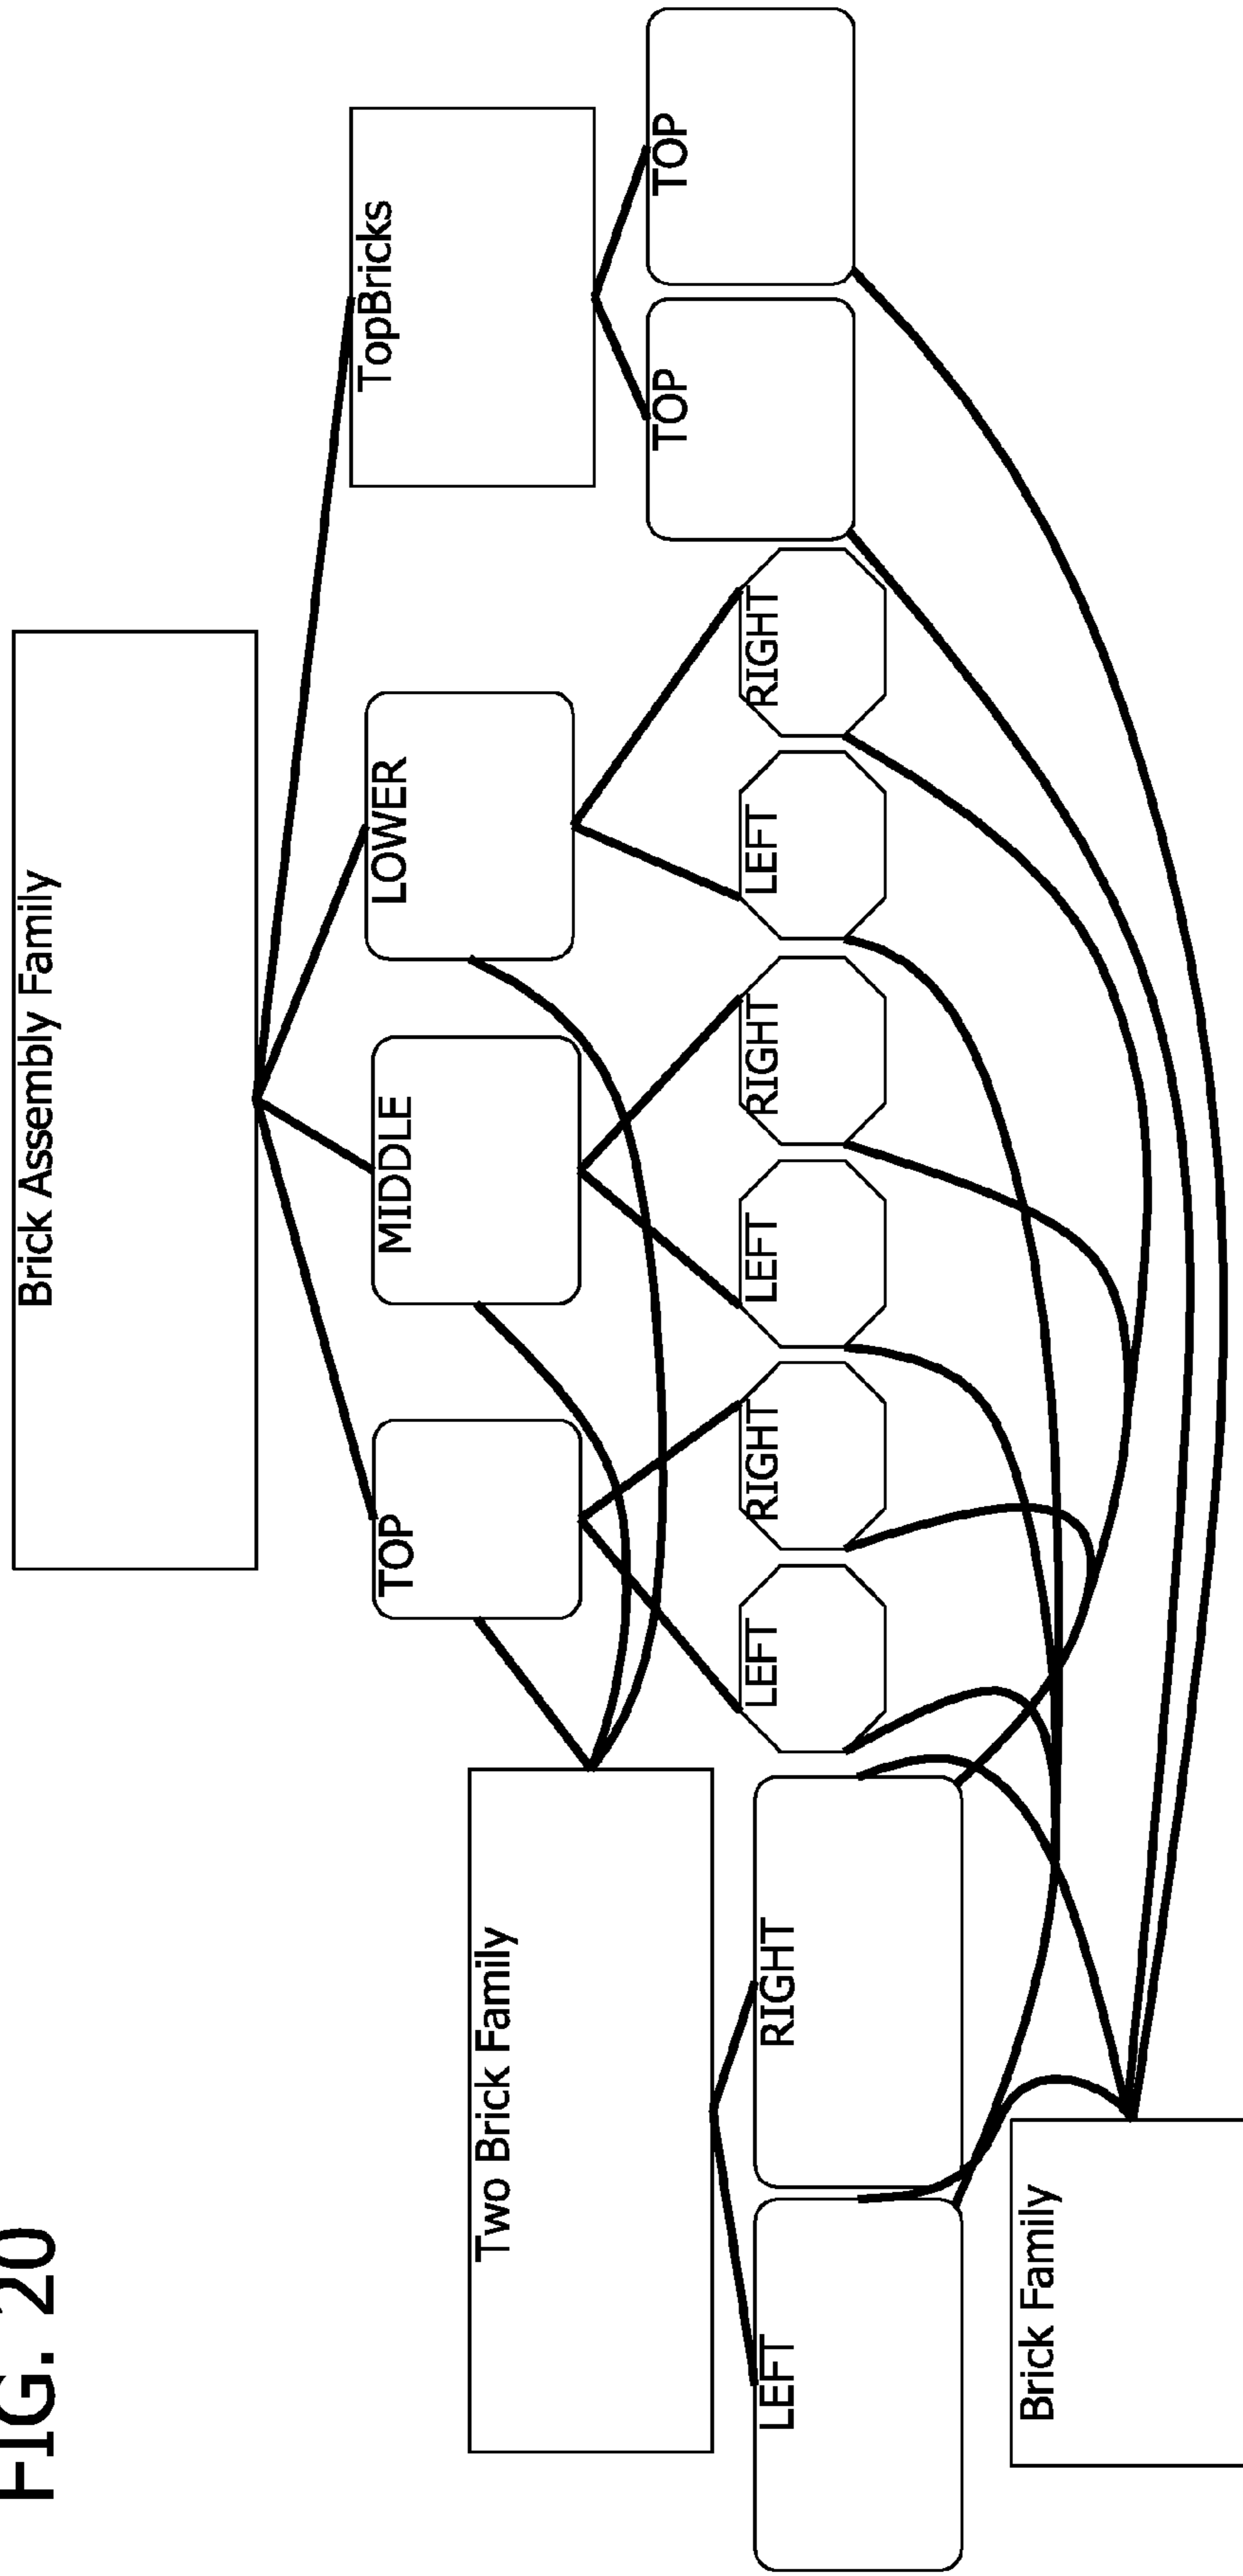 FIG. 20
Brick Assembly Family
TopBricks
TOP
MIDDLE
LOWER
Two Brick Family
TOP
TOP
LEFT
RIGHT
LEFT
RIGHT
LEFT
RIGHT
LEFT
RIGHT
Brick Family